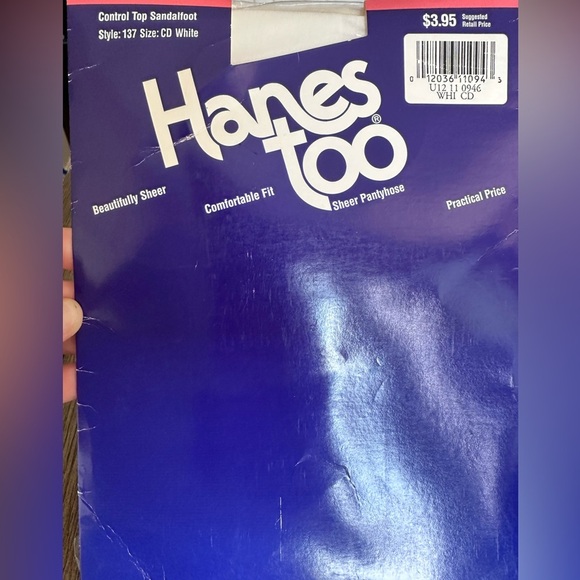 Control Top Sandalfoot
Style: 137 Size: CD White
$3.95 Suggested Retail Price
0 12036 11094 3
U12 11 0946
WHI CD
Hanes
too®
Beautifully Sheer
Comfortable Fit
Sheer Pantyhose
Practical Price